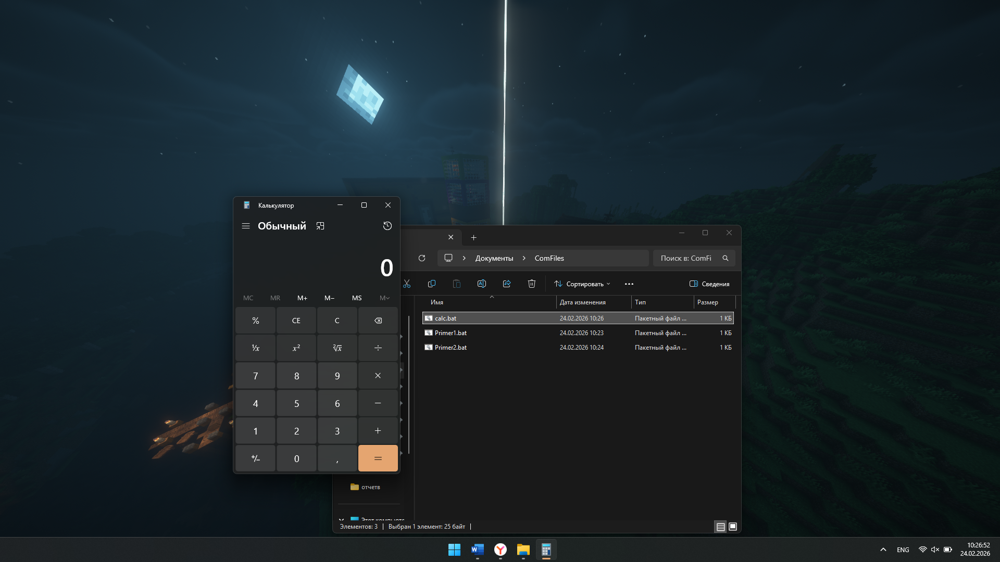 Калькулятор
Обычный
0
MC MR M+ M− MS M
% CE C
¹/x x² ²√x ÷
7 8 9 ×
4 5 6 −
1 2 3 +
+/− 0 , =
Документы > ComFiles
Поиск в: ComFi
Сортировать
Сведения
Имя Дата изменения Тип Размер
calc.bat 24.02.2026 10:26 Пакетный файл ... 1 КБ
Primer1.bat 24.02.2026 10:23 Пакетный файл ... 1 КБ
Primer2.bat 24.02.2026 10:24 Пакетный файл ... 1 КБ
отчетв
Этот компьюте
Элементов: 3 Выбран 1 элемент: 25 байт
ENG
10:26:52
24.02.2026